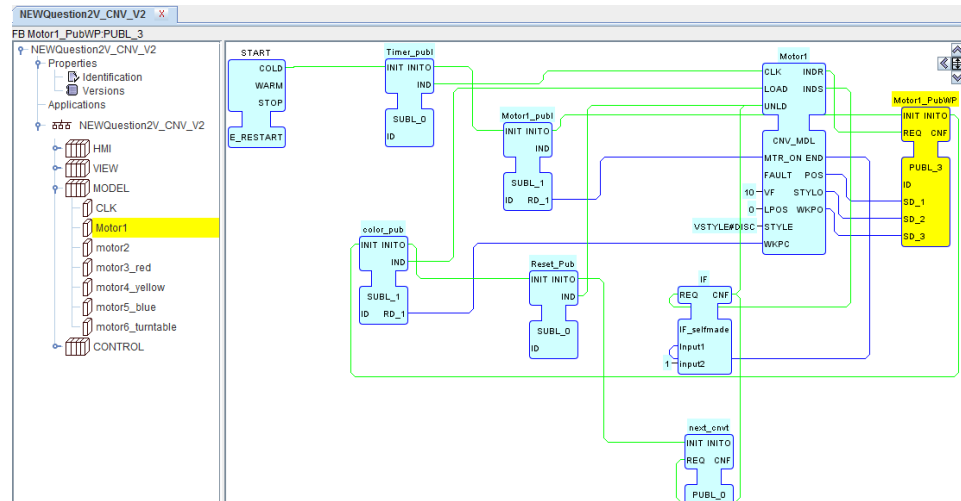 NEWQuestion2V_CNV_V2 X
FB Motor1_PubWP:PUBL_3
NEWQuestion2V_CNV_V2
Properties
Identification
Versions
Applications
NEWQuestion2V_CNV_V2
HMI
VIEW
MODEL
CLK
Motor1
motor2
motor3_red
motor4_yellow
motor5_blue
motor6_turntable
CONTROL
START
COLD
WARM
STOP
E_RESTART
Timer_publ
INIT INITO
IND
SUBL_0
ID
Motor1_publ
INIT INITO
IND
SUBL_1
ID RD_1
Motor1
CLK INDR
LOAD INDS
UNLD
CNV_MDL
MTR_ON END
FAULT POS
10 VF STYLO
0 LPOS WKPO
VSTYLE#DISC STYLE
WKPC
Motor1_PubWP
INIT INITO
REQ CNF
PUBL_3
ID
SD_1
SD_2
SD_3
color_pub
INIT INITO
IND
SUBL_1
ID RD_1
Reset_Pub
INIT INITO
IND
SUBL_0
ID
IF
REQ CNF
IF_selfmade
Input1
1 input2
next_cnvt
INIT INITO
REQ CNF
PUBL_0